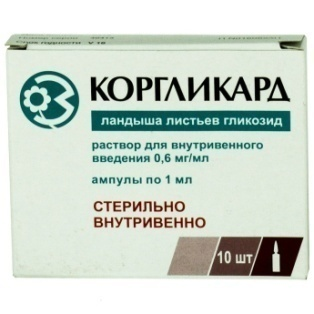 КОРГЛИКАРД
ЛАНДЫША ЛИСТЬЕВ ГЛИКОЗИД
раствор для внутривенного
введения 0,6 мг/мл
ампулы по 1 мл
СТЕРИЛЬНО
ВНУТРИВЕННО
10 шт